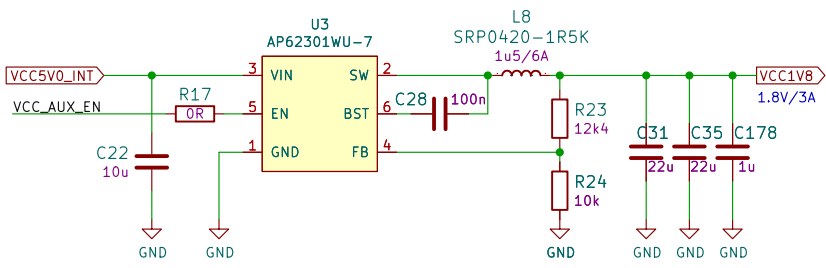 U3
AP62301WU-7
L8
SRP0420-1R5K
1u5/6A
VCC5V0_INT
3
VIN
SW
2
VCC1V8
1.8V/3A
VCC_AUX_EN
R17
0R
5
EN
BST
6
C28
100n
R23
12k4
C31
22u
C35
22u
C178
1u
C22
10u
1
GND
FB
4
R24
10k
GND
GND
GND
GND
GND
GND